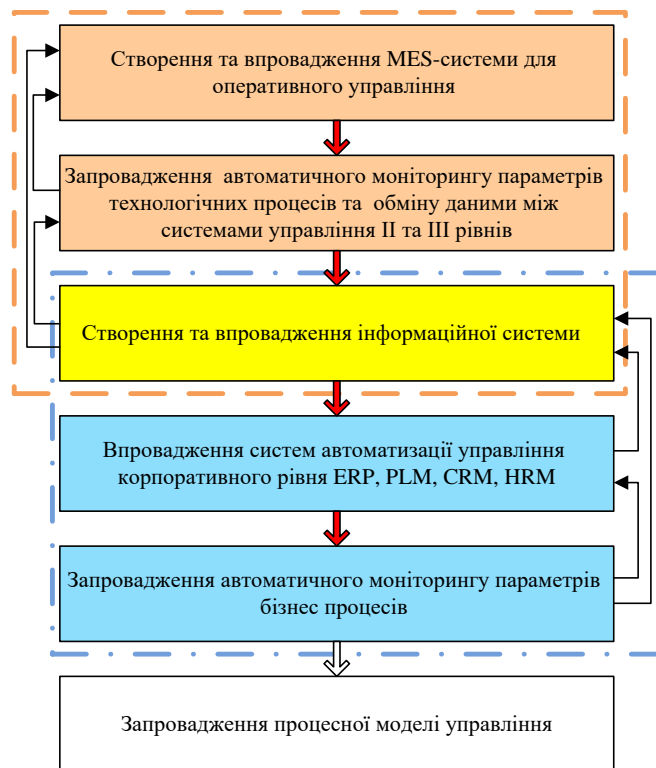 Створення та впровадження MES-системи для
оперативного управління
Запровадження автоматичного моніторингу параметрів
технологічних процесів та обміну даними між
системами управління II та III рівнів
Створення та впровадження інформаційної системи
Впровадження систем автоматизації управління
корпоративного рівня ERP, PLM, CRM, HRM
Запровадження автоматичного моніторингу параметрів
бізнес процесів
Запровадження процесної моделі управління